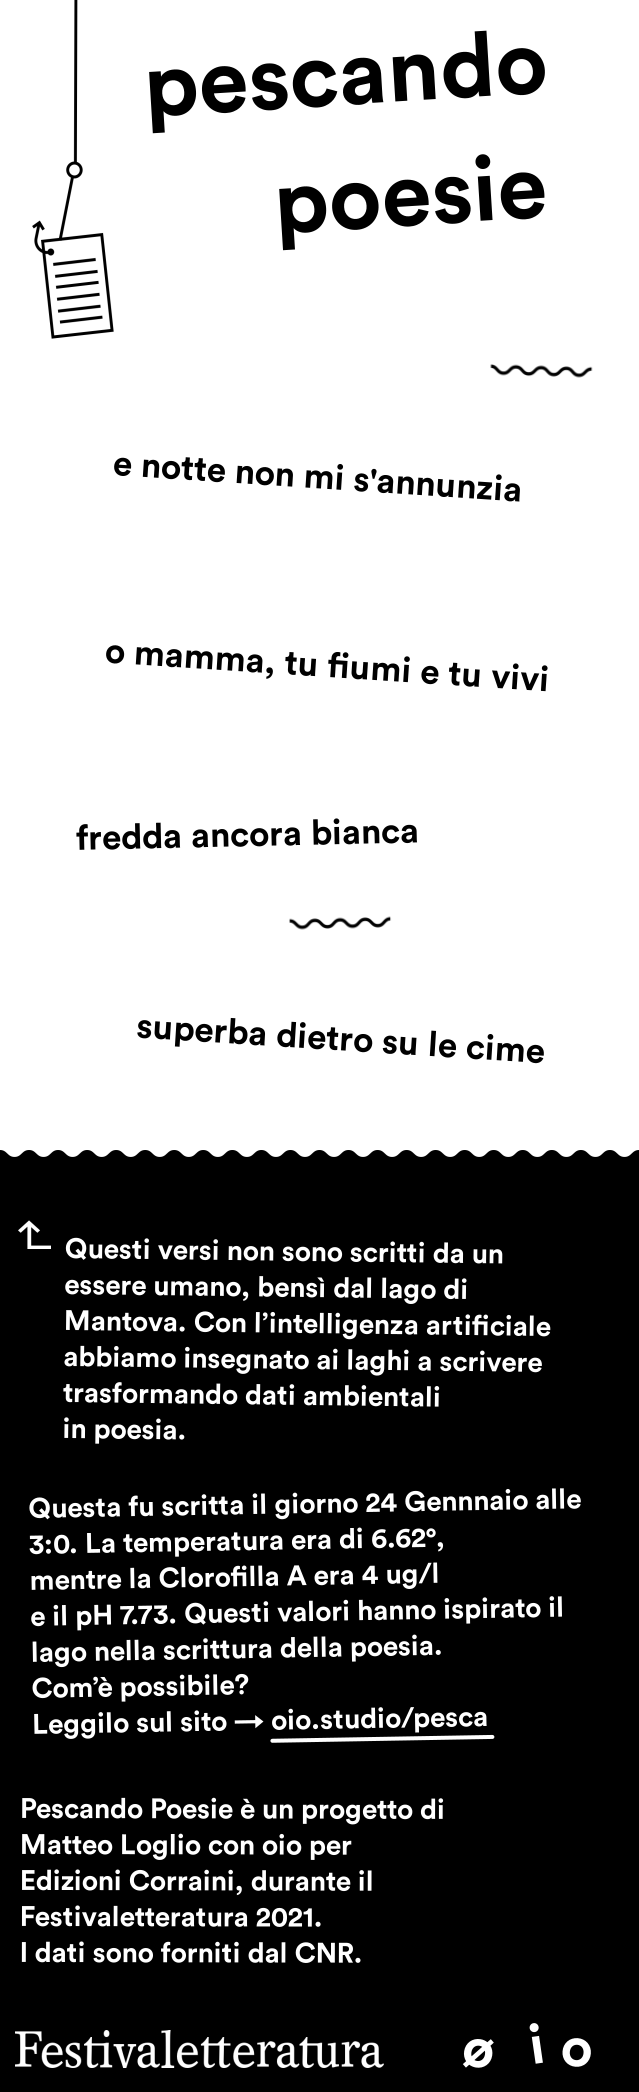 pescando
poesie
e notte non mi s'annunzia
o mamma, tu fiumi e tu vivi
fredda ancora bianca
superba dietro su le cime
Questi versi non sono scritti da un
essere umano, bensì dal lago di
Mantova. Con l’intelligenza artificiale
abbiamo insegnato ai laghi a scrivere
trasformando dati ambientali
in poesia.
Questa fu scritta il giorno 24 Gennnaio alle
3:0. La temperatura era di 6.62°,
mentre la Clorofilla A era 4 ug/l
e il pH 7.73. Questi valori hanno ispirato il
lago nella scrittura della poesia.
Com’è possibile?
Leggilo sul sito → oio.studio/pesca
Pescando Poesie è un progetto di
Matteo Loglio con oio per
Edizioni Corraini, durante il
Festivaletteratura 2021.
I dati sono forniti dal CNR.
Festivaletteratura ø i o